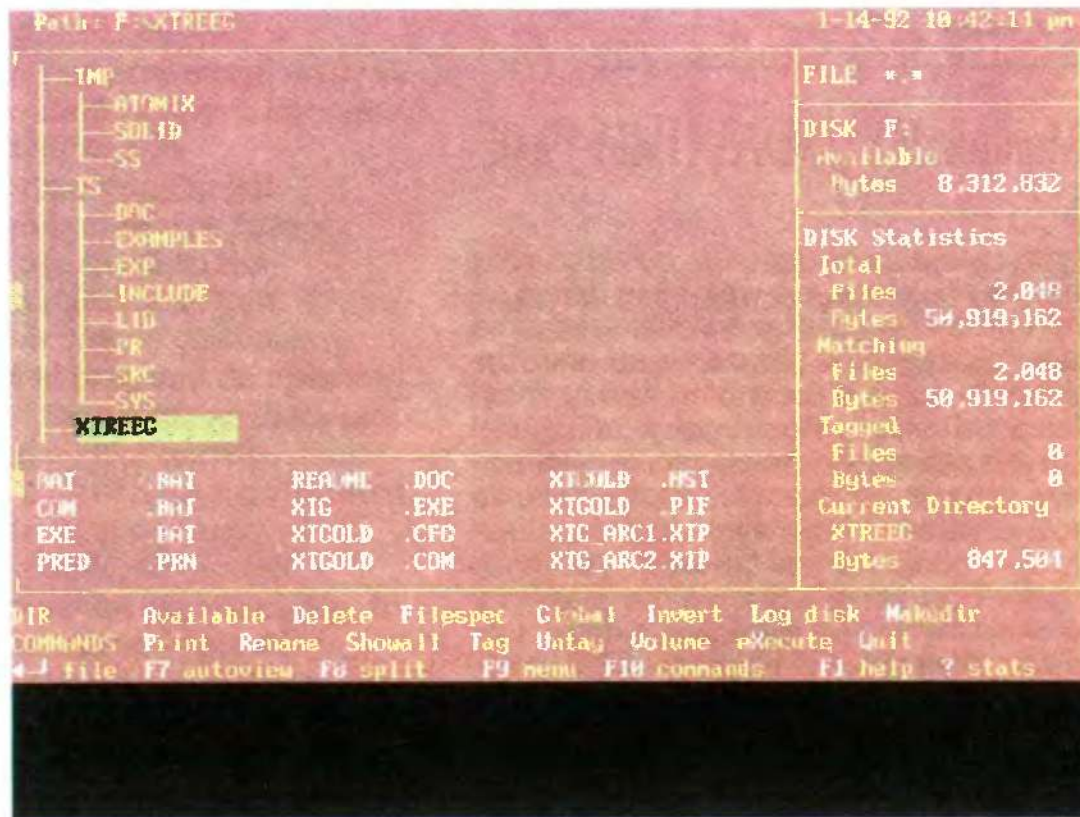 Path: F:\XTREEG
1-14-92 10:42:11 pm
TMP
ATOMIX
SOLID
SS
TS
DOC
EXAMPLES
EXP
INCLUDE
LIB
PR
SRC
SYS
XTREEG
FILE *.*
DISK F:
Available
Bytes 8,312,832
DISK Statistics
Total
Files 2,048
Bytes 50,919,162
Matching
Files 2,048
Bytes 50,919,162
Tagged
Files 0
Bytes 0
Current Directory
XTREEG
Bytes 847,504
BAT .BAT README .DOC XTGOLD .HST
COM .BAT XTG .EXE XTGOLD .PIF
EXE .BAT XTGOLD .CFG XTG_ARC1.XTP
PRED .PRN XTGOLD .COM XTG_ARC2.XTP
DIR Available Delete Filespec Global Invert Log disk Makedir
COMMANDS Print Rename Showall Tag Untag Volume eXecute Quit
◄─┘ file F7 autoview F8 split F9 menu F10 commands F1 help ? stats